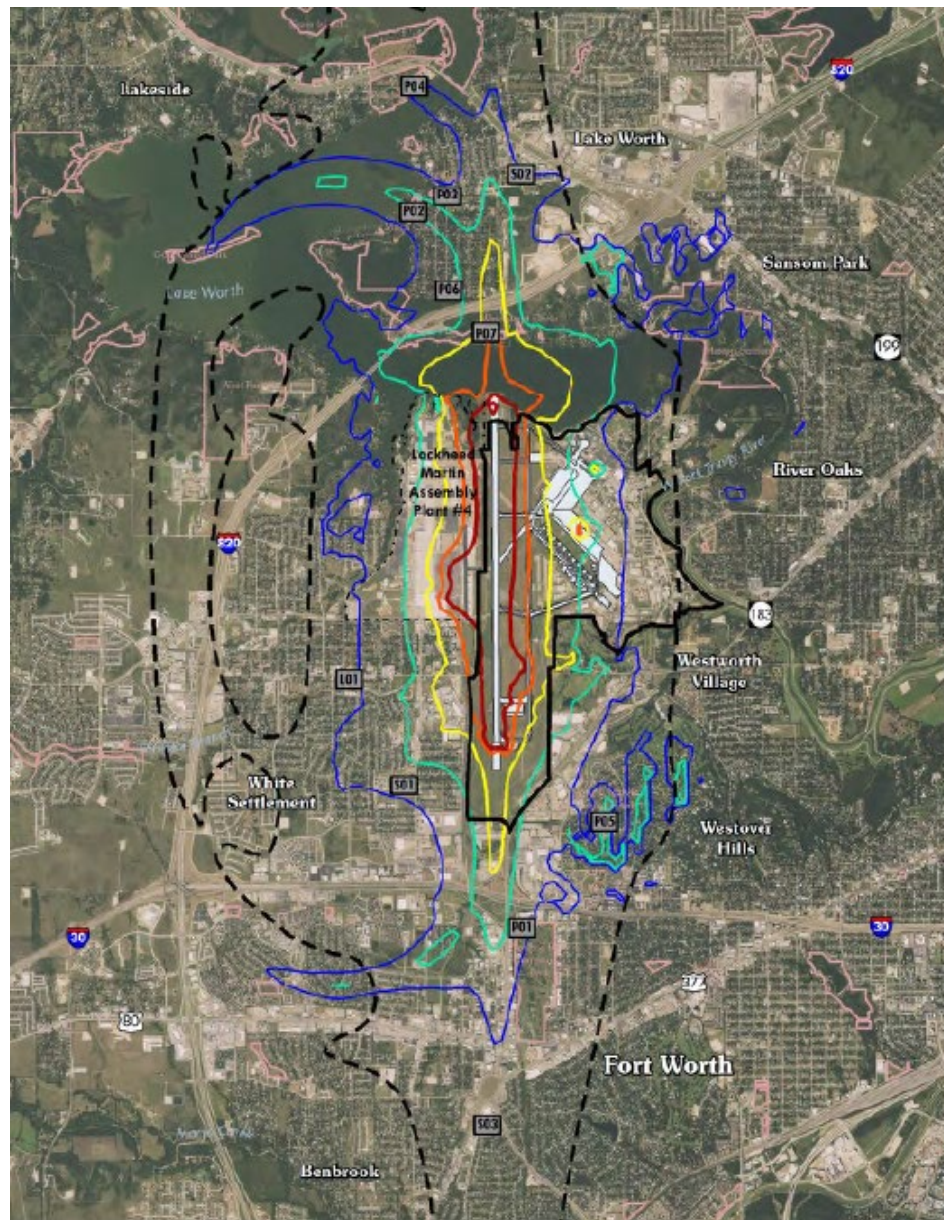 P04
820
Lakeside
Lake Worth
S02
P03
P02
Sansom Park
Lake Worth
P06
P07
199
Lockheed
Martin
Assembly
Plant #4
River Oaks
820
183
Westworth
Village
L01
S01
White
Settlement
P05
Westover
Hills
P01
30
30
377
80
Fort Worth
S03
Benbrook